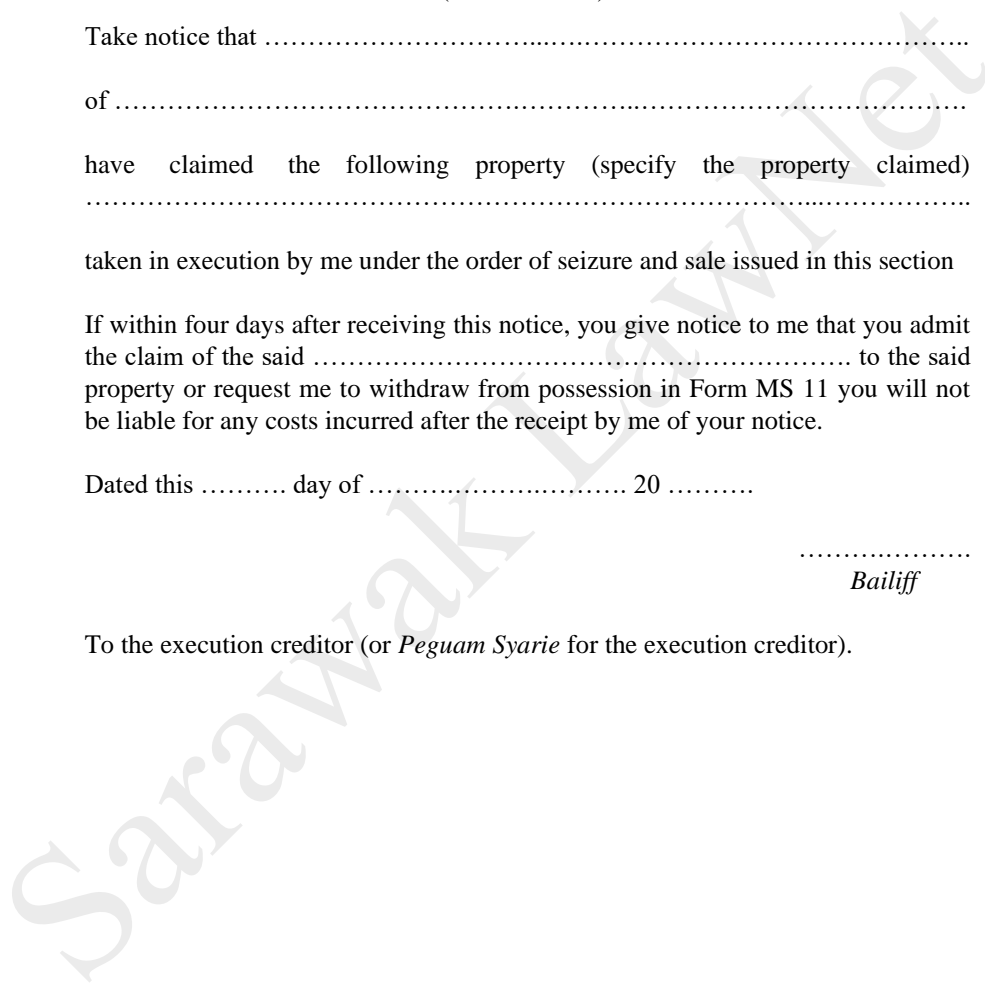 Take notice that …………………………...….……………………………………..
of ……………………………………….…………..……………….…………….
have claimed the following property (specify the property claimed)
………………………………………………………………………...……………..
taken in execution by me under the order of seizure and sale issued in this section
If within four days after receiving this notice, you give notice to me that you admit
the claim of the said ……………………………………………………. to the said
property or request me to withdraw from possession in Form MS 11 you will not
be liable for any costs incurred after the receipt by me of your notice.
Dated this ………. day of ……….……….………. 20 ……….
……….……….
Bailiff
To the execution creditor (or Peguam Syarie for the execution creditor).
Sarawak LawNet